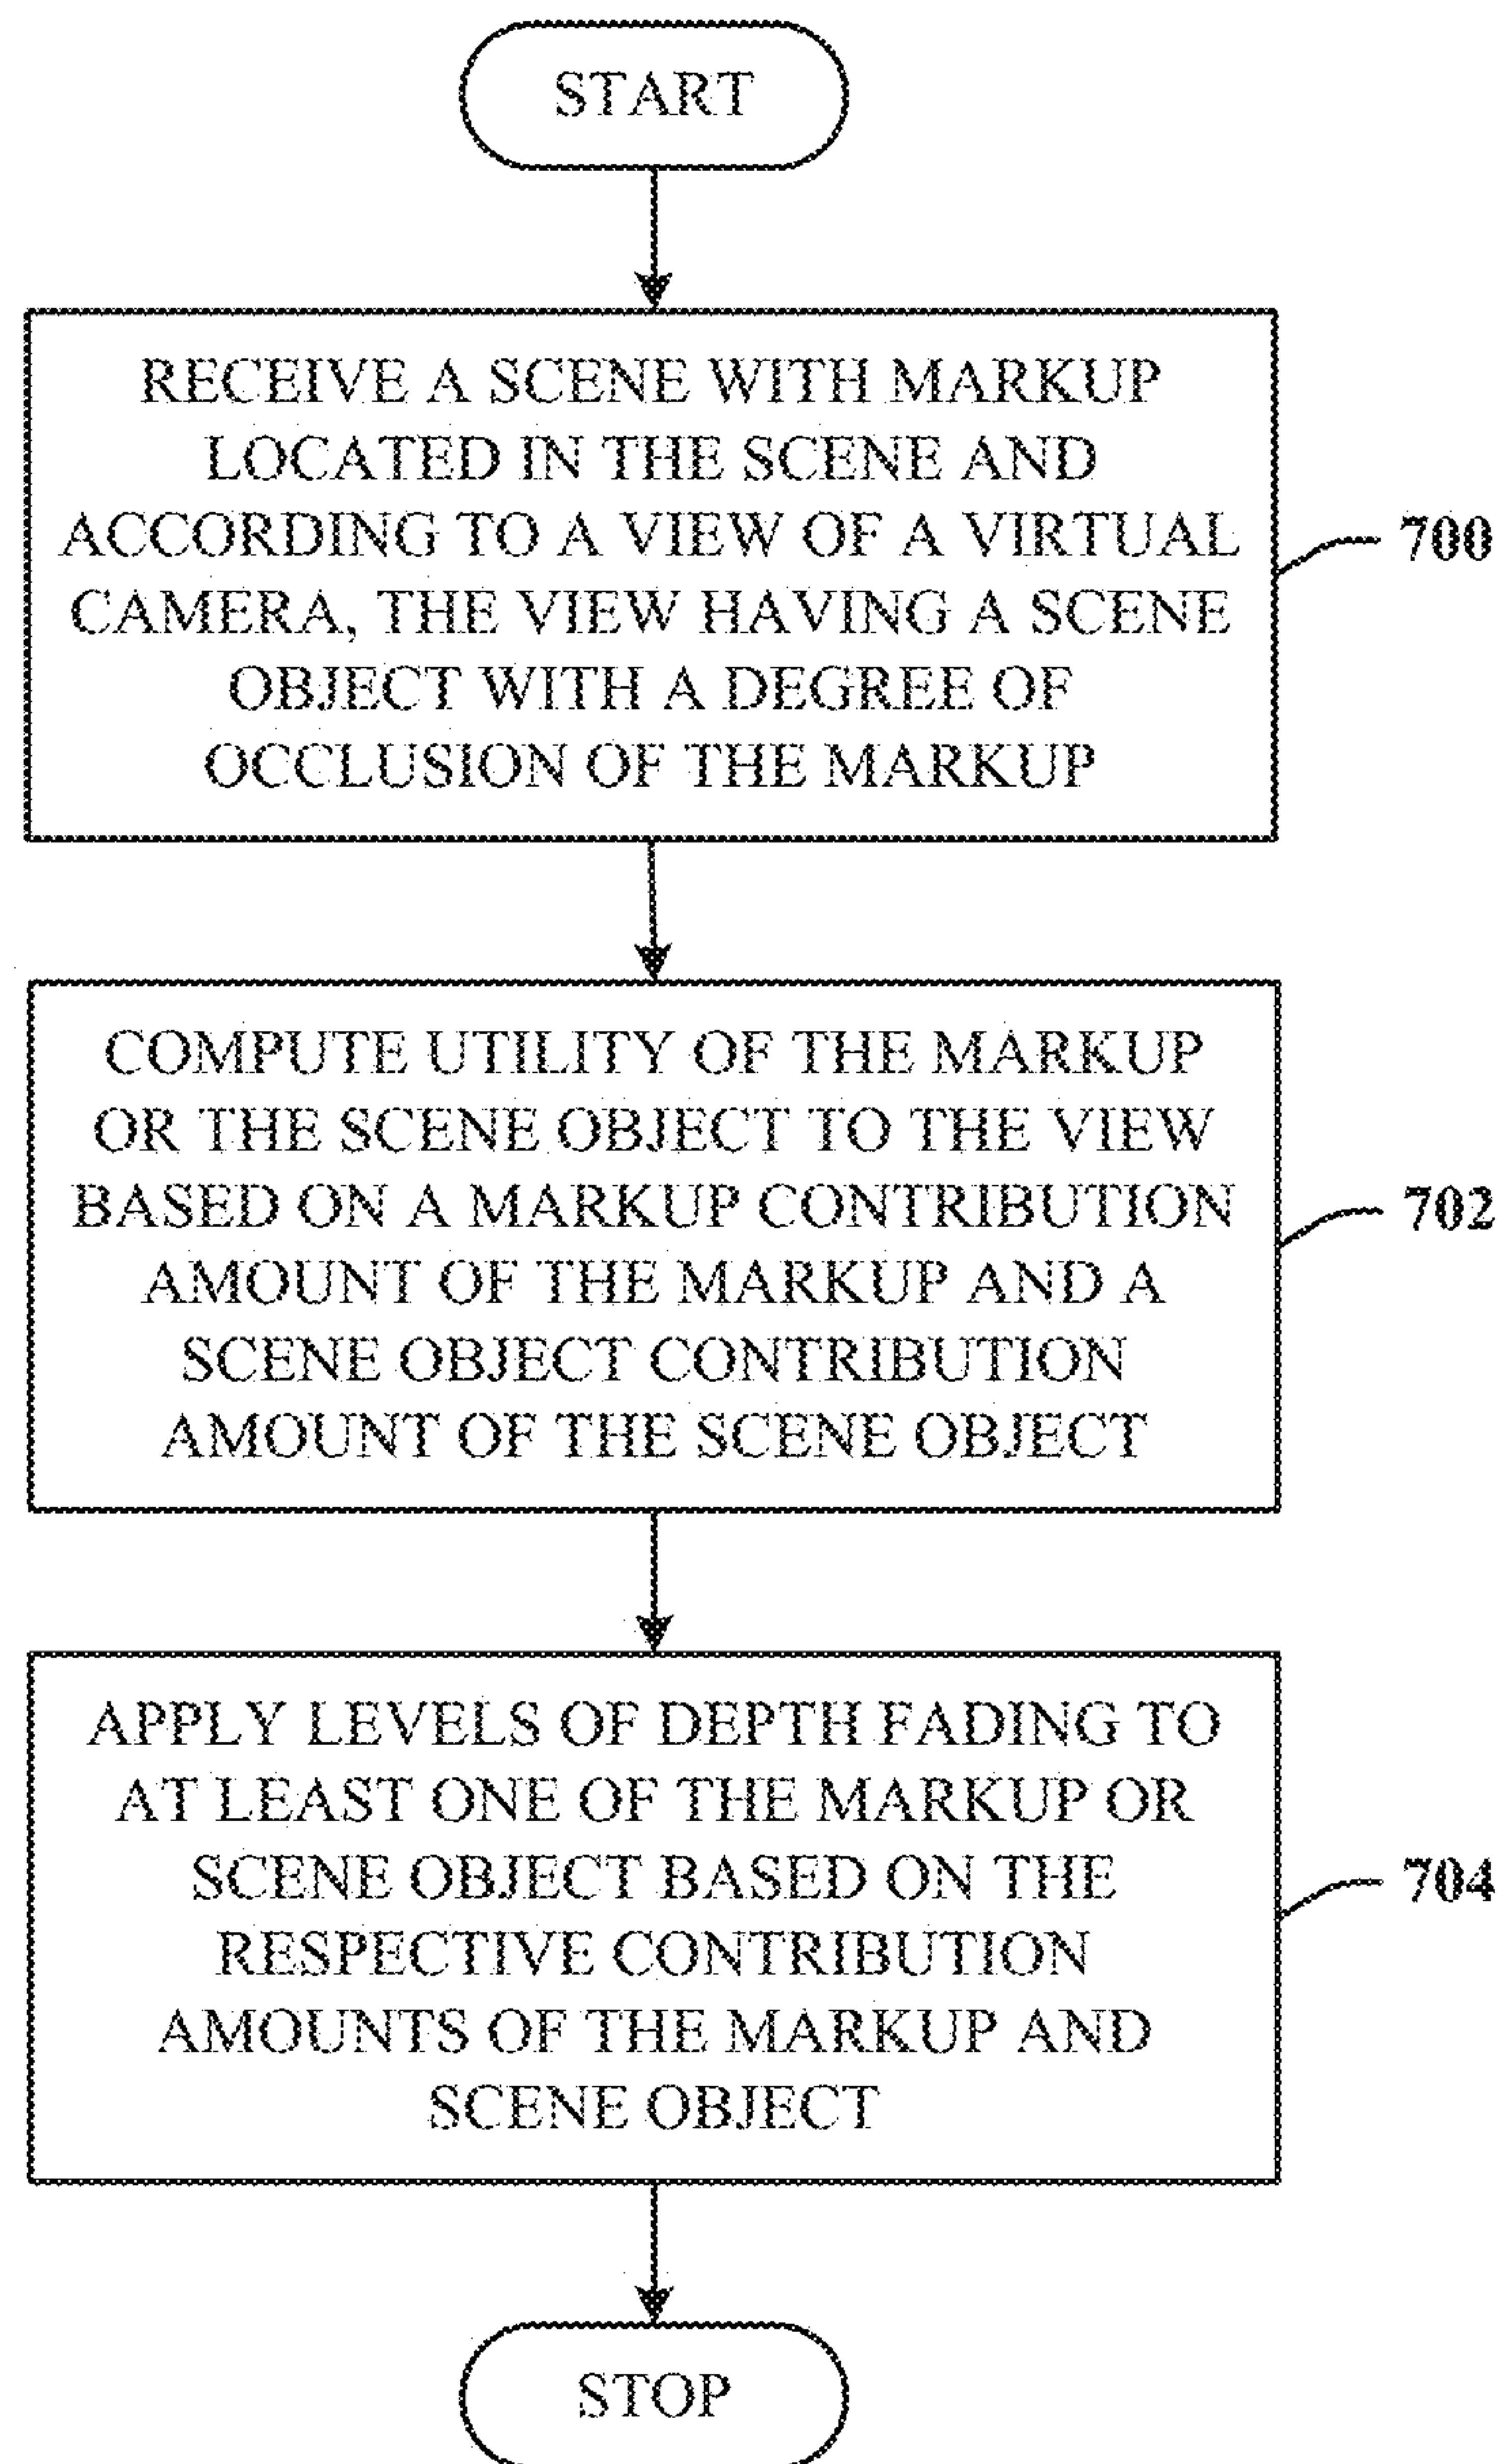 START
RECEIVE A SCENE WITH MARKUP
LOCATED IN THE SCENE AND
ACCORDING TO A VIEW OF A VIRTUAL
CAMERA, THE VIEW HAVING A SCENE
OBJECT WITH A DEGREE OF
OCCLUSION OF THE MARKUP
700
COMPUTE UTILITY OF THE MARKUP
OR THE SCENE OBJECT TO THE VIEW
BASED ON A MARKUP CONTRIBUTION
AMOUNT OF THE MARKUP AND A
SCENE OBJECT CONTRIBUTION
AMOUNT OF THE SCENE OBJECT
702
APPLY LEVELS OF DEPTH FADING TO
AT LEAST ONE OF THE MARKUP OR
SCENE OBJECT BASED ON THE
RESPECTIVE CONTRIBUTION
AMOUNTS OF THE MARKUP AND
SCENE OBJECT
704
STOP